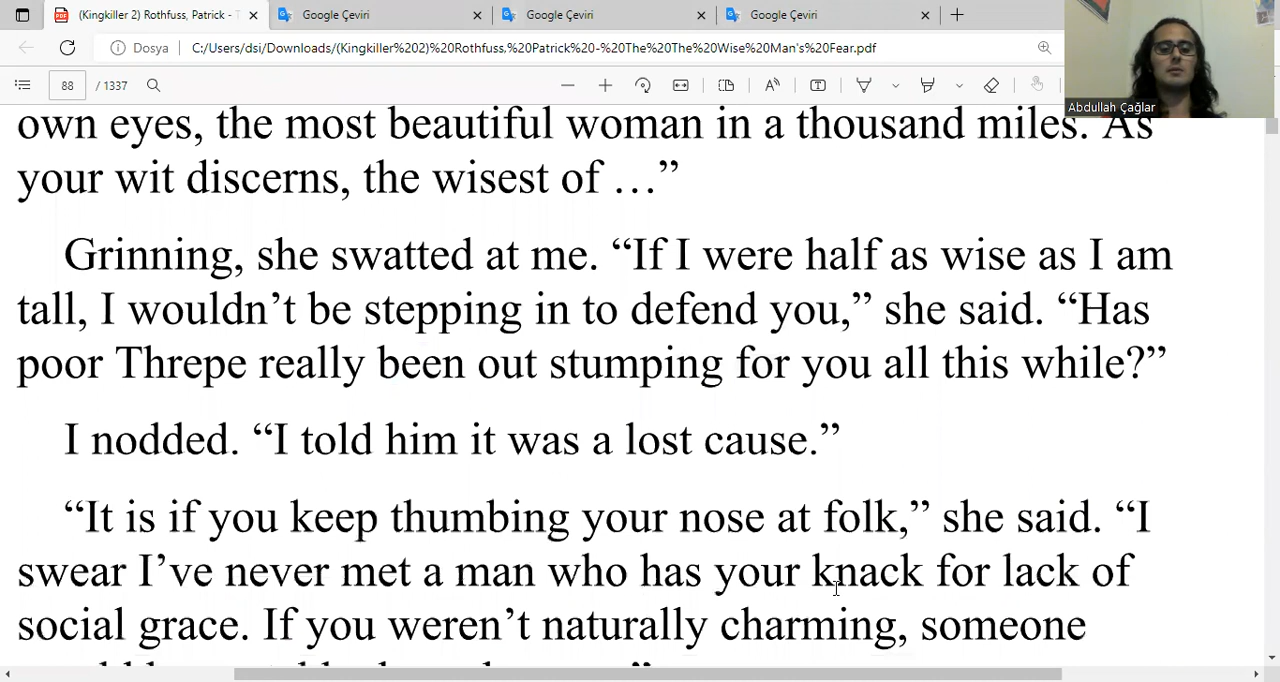 (Kingkiller 2) Rothfuss, Patrick - T
Google Çeviri
Google Çeviri
Google Çeviri
Dosya
C:/Users/dsi/Downloads/(Kingkiller%202)%20Rothfuss,%20Patrick%20-%20The%20The%20Wise%20Man's%20Fear.pdf
88 / 1337
Abdullah Çağlar
own eyes, the most beautiful woman in a thousand miles. As
your wit discerns, the wisest of …”
Grinning, she swatted at me. “If I were half as wise as I am
tall, I wouldn’t be stepping in to defend you,” she said. “Has
poor Threpe really been out stumping for you all this while?”
I nodded. “I told him it was a lost cause.”
“It is if you keep thumbing your nose at folk,” she said. “I
swear I’ve never met a man who has your knack for lack of
social grace. If you weren’t naturally charming, someone